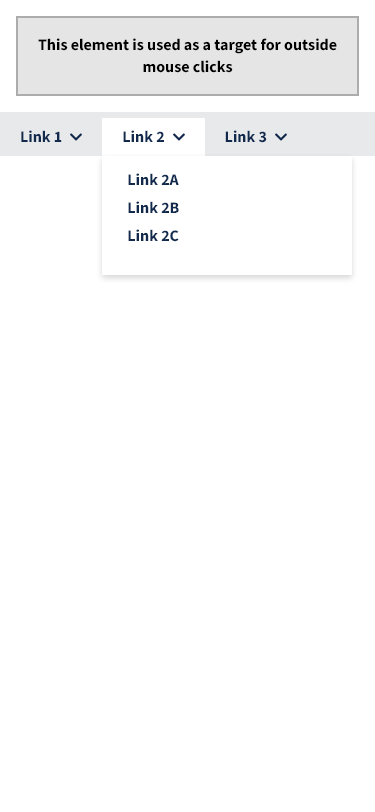 This element is used as a target for outside
mouse clicks
Link 1 Link 2 Link 3
Link 2A
Link 2B
Link 2C